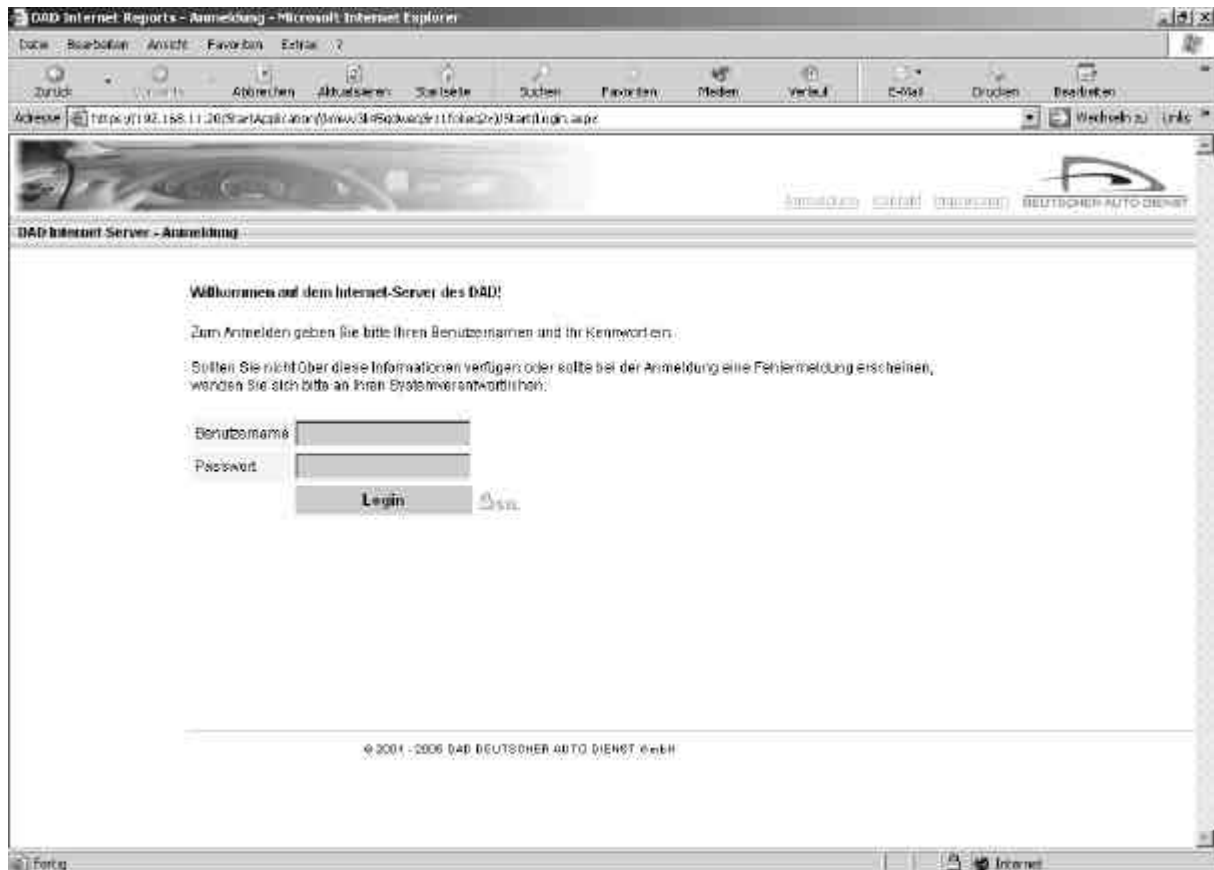 DAD Internet Reports - Anmeldung - Microsoft Internet Explorer
Datei Bearbeiten Ansicht Favoriten Extras ?
Zurück Vorwärts Abbrechen Aktualisieren Startseite Suchen Favoriten Medien Verlauf E-Mail Drucken Bearbeiten
Adresse Wechseln zu Links
Anmeldung Kontakt Impressum DEUTSCHER AUTO DIENST
DAD Internet Server - Anmeldung
Willkommen auf dem Internet-Server des DAD!
Zum Anmelden geben Sie bitte Ihren Benutzernamen und Ihr Kennwort ein.
Sollten Sie nicht über diese Informationen verfügen oder sollte bei der Anmeldung eine Fehlermeldung erscheinen,
wenden Sie sich bitte an Ihren Systemverantwortlichen.
Benutzername
Passwort
Login SSL
© 2001 - 2006 DAD DEUTSCHER AUTO DIENST GmbH
Fertig Internet